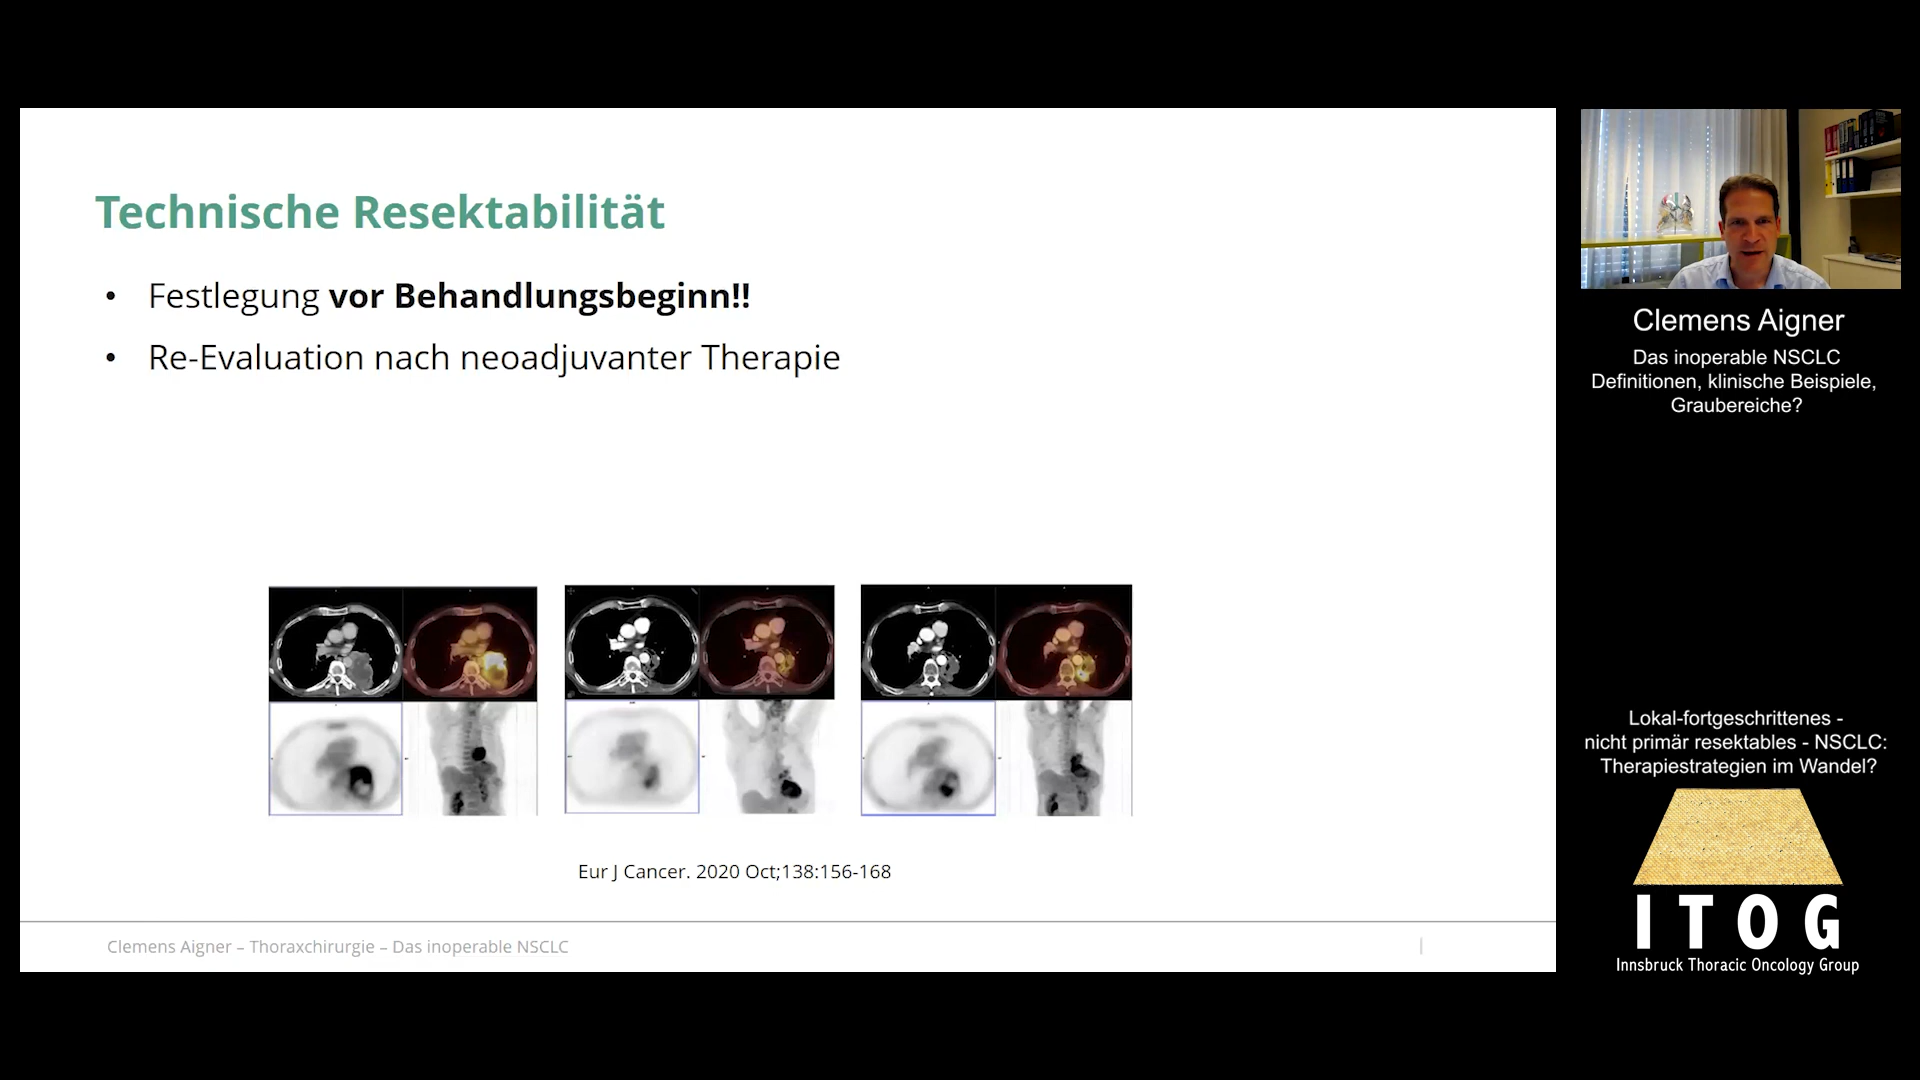 Technische Resektabilität
• Festlegung vor Behandlungsbeginn!!
• Re-Evaluation nach neoadjuvanter Therapie
Eur J Cancer. 2020 Oct;138:156-168
Clemens Aigner – Thoraxchirurgie – Das inoperable NSCLC
Clemens Aigner
Das inoperable NSCLC
Definitionen, klinische Beispiele,
Graubereiche?
Lokal-fortgeschrittenes -
nicht primär resektables - NSCLC:
Therapiestrategien im Wandel?
ITOG
Innsbruck Thoracic Oncology Group